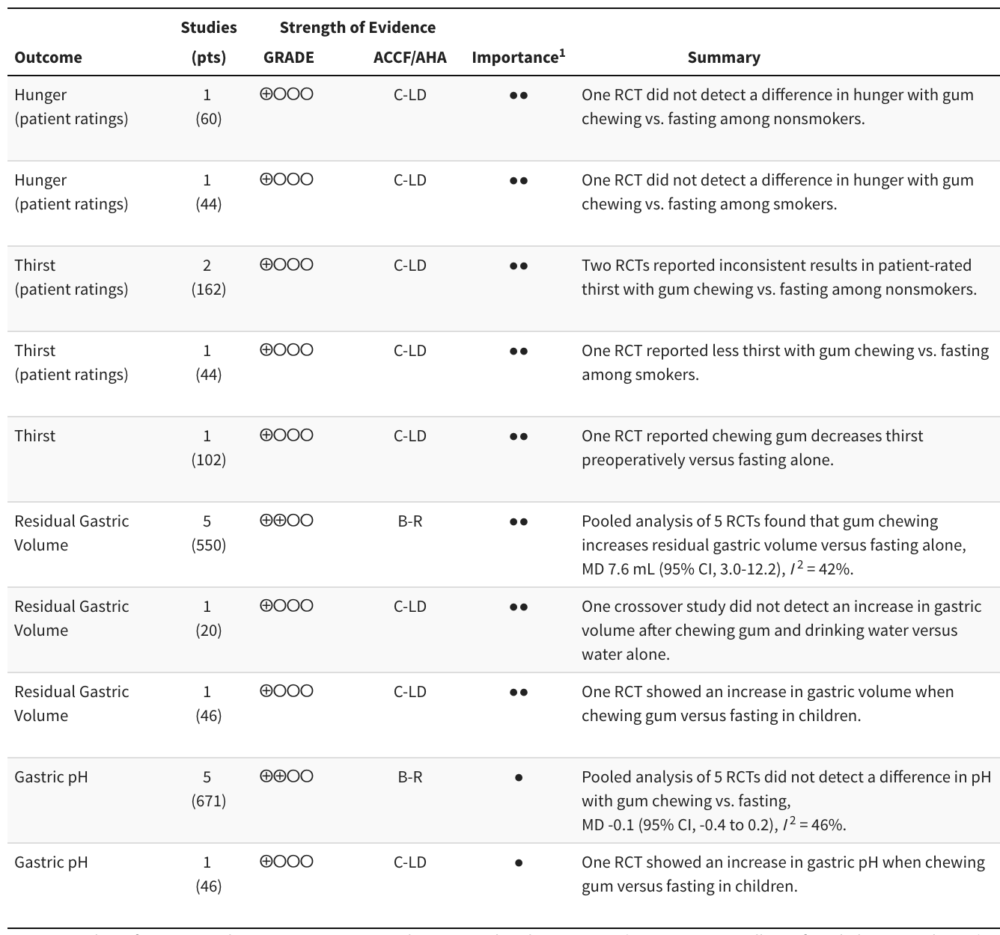 Studies Strength of Evidence
Outcome (pts) GRADE ACCF/AHA Importance¹ Summary
Hunger 1 ⊕○○○ C-LD ●● One RCT did not detect a difference in hunger with gum
(patient ratings) (60) chewing vs. fasting among nonsmokers.
Hunger 1 ⊕○○○ C-LD ●● One RCT did not detect a difference in hunger with gum
(patient ratings) (44) chewing vs. fasting among smokers.
Thirst 2 ⊕○○○ C-LD ●● Two RCTs reported inconsistent results in patient-rated
(patient ratings) (162) thirst with gum chewing vs. fasting among nonsmokers.
Thirst 1 ⊕○○○ C-LD ●● One RCT reported less thirst with gum chewing vs. fasting
(patient ratings) (44) among smokers.
Thirst 1 ⊕○○○ C-LD ●● One RCT reported chewing gum decreases thirst
(102) preoperatively versus fasting alone.
Residual Gastric 5 ⊕⊕○○ B-R ●● Pooled analysis of 5 RCTs found that gum chewing
Volume (550) increases residual gastric volume versus fasting alone,
MD 7.6 mL (95% CI, 3.0-12.2), I² = 42%.
Residual Gastric 1 ⊕○○○ C-LD ●● One crossover study did not detect an increase in gastric
Volume (20) volume after chewing gum and drinking water versus
water alone.
Residual Gastric 1 ⊕○○○ C-LD ●● One RCT showed an increase in gastric volume when
Volume (46) chewing gum versus fasting in children.
Gastric pH 5 ⊕⊕○○ B-R ● Pooled analysis of 5 RCTs did not detect a difference in pH
(671) with gum chewing vs. fasting,
MD -0.1 (95% CI, -0.4 to 0.2), I² = 46%.
Gastric pH 1 ⊕○○○ C-LD ● One RCT showed an increase in gastric pH when chewing
(46) gum versus fasting in children.